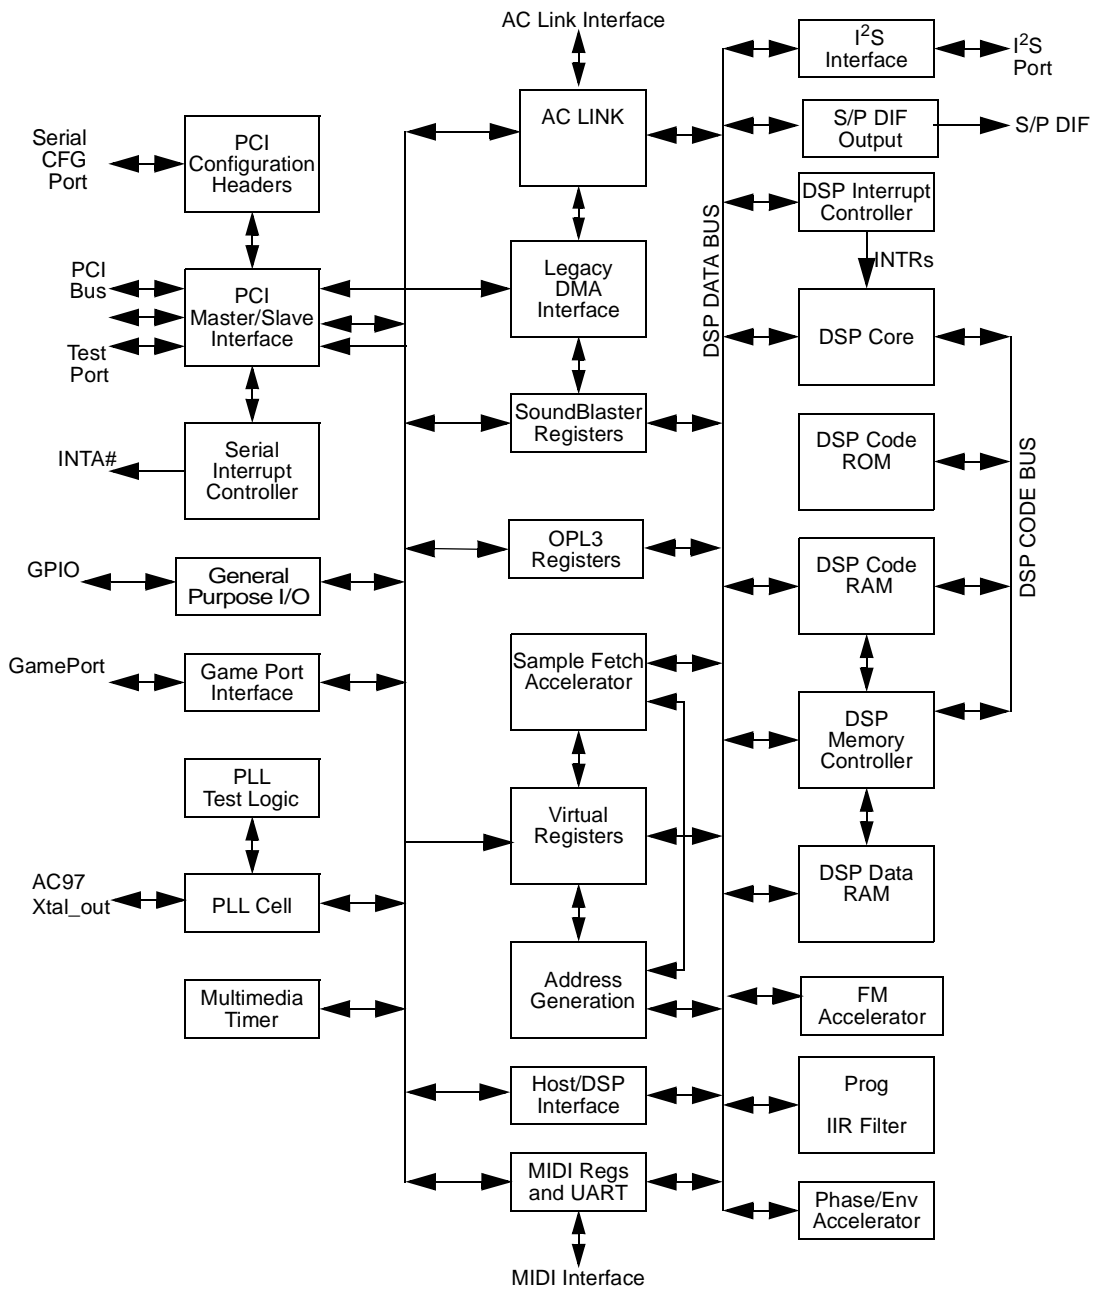 AC Link Interface
AC LINK
I2S
Interface
I2S
Port
S/P DIF
Output
S/P DIF
Serial
CFG
Port
PCI
Configuration
Headers
DSP Interrupt
Controller
INTRs
DSP DATA BUS
PCI
Bus
Test
Port
PCI
Master/Slave
Interface
Legacy
DMA
Interface
DSP Core
SoundBlaster
Registers
INTA#
Serial
Interrupt
Controller
DSP Code
ROM
DSP CODE BUS
OPL3
Registers
DSP Code
RAM
GPIO
General
Purpose I/O
GamePort
Game Port
Interface
Sample Fetch
Accelerator
DSP
Memory
Controller
PLL
Test Logic
Virtual
Registers
AC97
Xtal_out
PLL Cell
DSP Data
RAM
Multimedia
Timer
Address
Generation
FM
Accelerator
Host/DSP
Interface
Prog
IIR Filter
MIDI Regs
and UART
Phase/Env
Accelerator
MIDI Interface